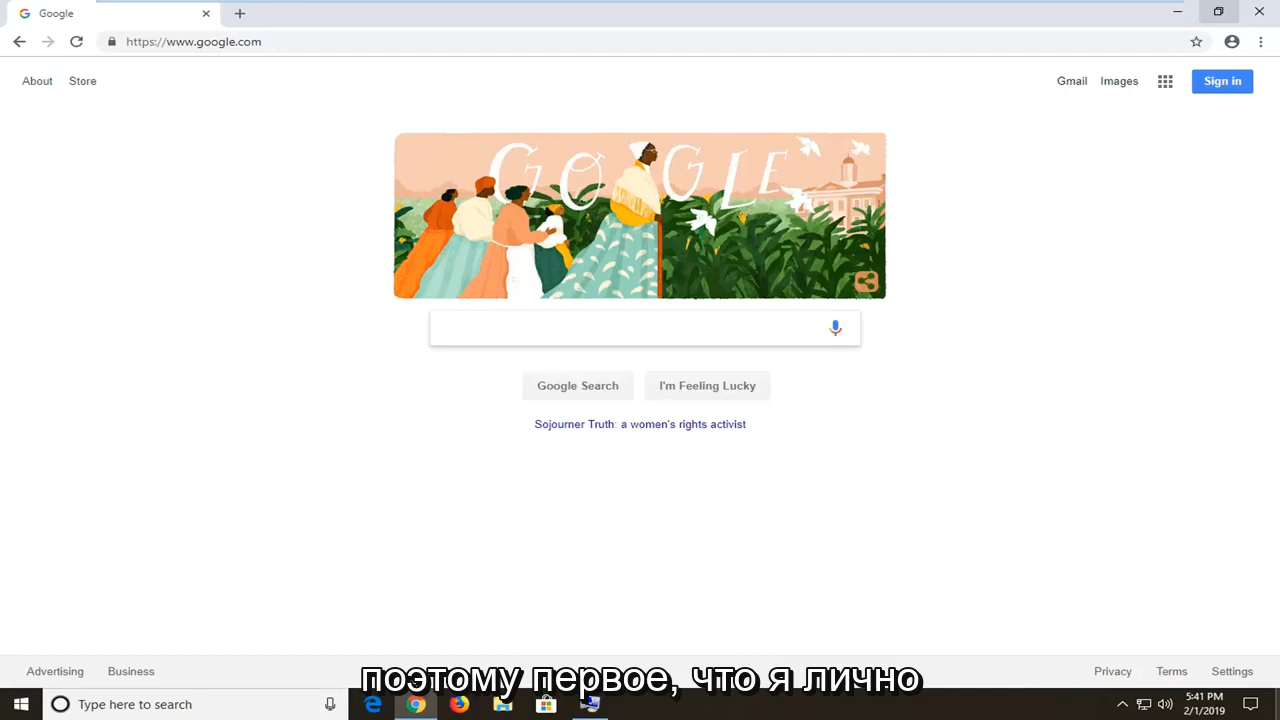 Google
https://www.google.com
About Store
Gmail Images Sign in
GOOGLE
Google Search I'm Feeling Lucky
Sojourner Truth: a women's rights activist
Advertising Business
Privacy Terms Settings
поэтому первое, что я лично
Type here to search
5:41 PM
2/1/2019